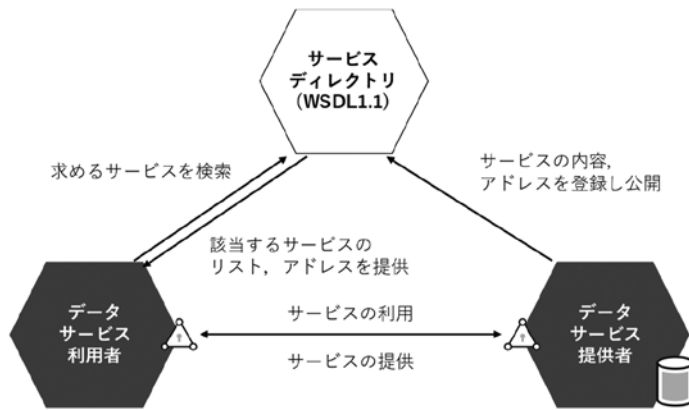 サービス
ディレクトリ
(WSDL1.1)
求めるサービスを検索
サービスの内容,
アドレスを登録し公開
該当するサービスの
リスト，アドレスを提供
データ
サービス
利用者
サービスの利用
サービスの提供
データ
サービス
提供者